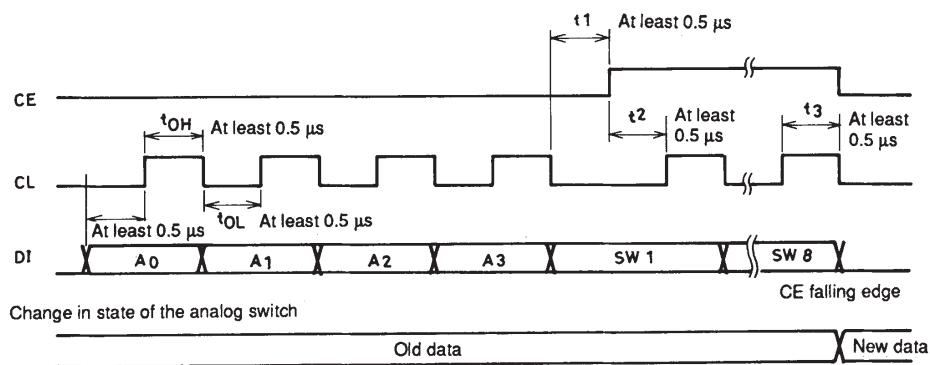 t1 At least 0.5 µs
CE
tOH At least 0.5 µs
t2 At least 0.5 µs
t3 At least 0.5 µs
CL
At least 0.5 µs
tOL At least 0.5 µs
DI A0 A1 A2 A3 SW 1 SW 8
CE falling edge
Change in state of the analog switch
Old data New data